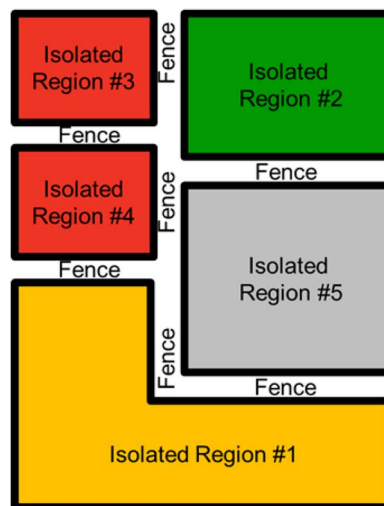 Isolated
Region #3
Fence
Isolated
Region #2
Fence
Fence
Isolated
Region #4
Fence
Fence
Isolated
Region #5
Fence
Fence
Isolated Region #1